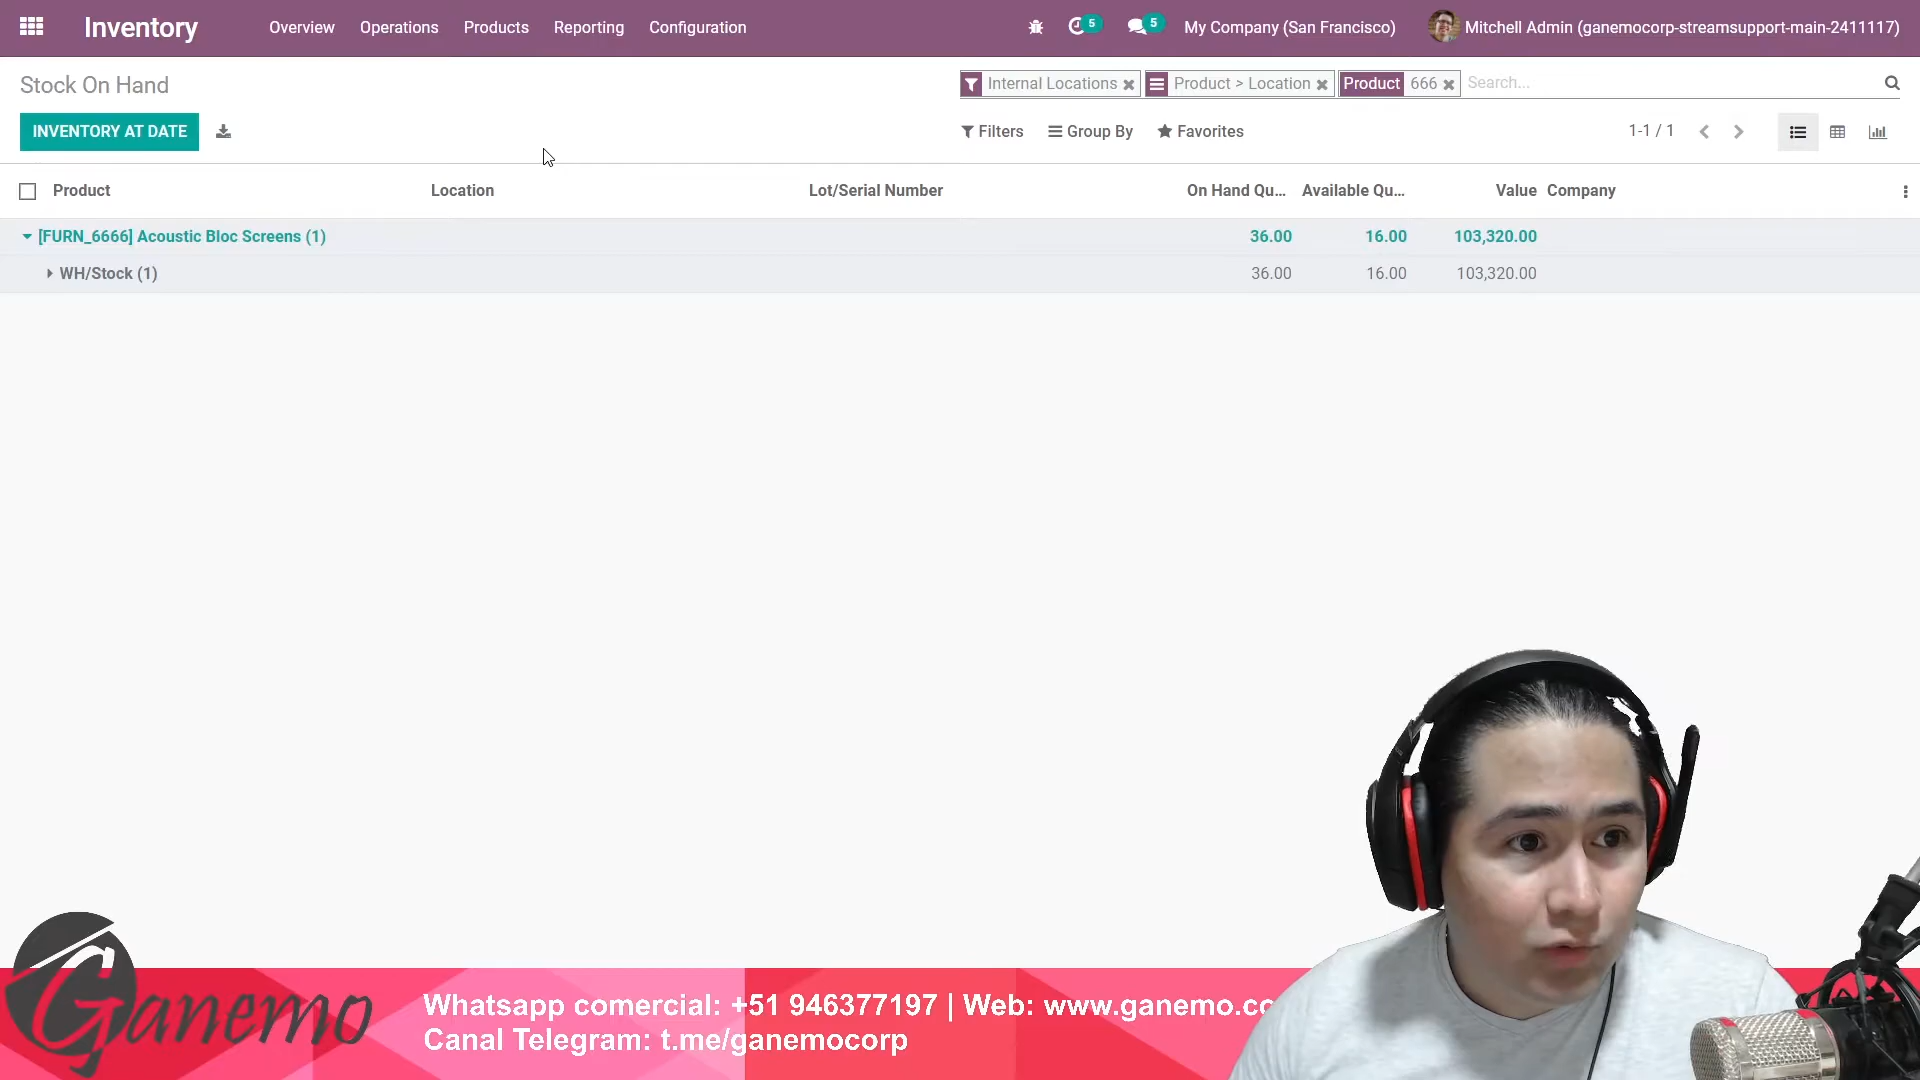 Inventory Overview Operations Products Reporting Configuration 5 5 My Company (San Francisco) Mitchell Admin (ganemocorp-streamsupport-main-2411117)
Stock On Hand
Internal Locations Product > Location Product 666 Search...
INVENTORY AT DATE
Filters Group By Favorites 1-1 / 1
Product Location Lot/Serial Number On Hand Qu... Available Qu... Value Company
[FURN_6666] Acoustic Bloc Screens (1) 36.00 16.00 103,320.00
WH/Stock (1) 36.00 16.00 103,320.00
Ganemo
Whatsapp comercial: +51 946377197 | Web: www.ganemo.co
Canal Telegram: t.me/ganemocorp